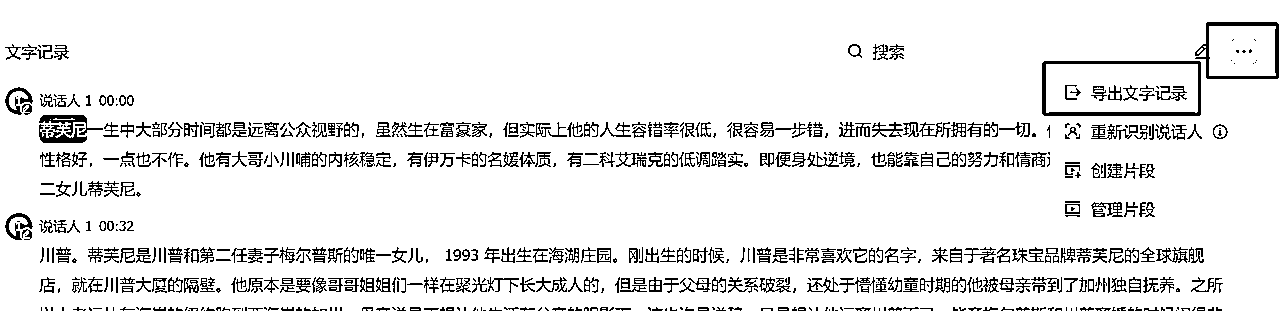 文字记录
搜索
...
导出文字记录
重新识别说话人
创建片段
管理片段
说话人 1 00:00
蒂芙尼一生中大部分时间都是远离公众视野的，虽然生在富豪家，但实际上他的人生容错率很低，很容易一步错，进而失去现在所拥有的一切。
性格好，一点也不作。他有大哥小川哺的内核稳定，有伊万卡的名媛体质，有二科艾瑞克的低调踏实。即便身处逆境，也能靠自己的努力和情商
二女儿蒂芙尼。
说话人 1 00:32
川普。蒂芙尼是川普和第二任妻子梅尔普斯的唯一女儿， 1993 年出生在海湖庄园。刚出生的时候，川普是非常喜欢它的名字，来自于著名珠宝品牌蒂芙尼的全球旗舰
店，就在川普大厦的隔壁。他原本是要像哥哥姐姐们一样在聚光灯下长大成人的，但是由于父母的关系破裂，还处于懵懂幼童时期的他被母亲带到了加州独自抚养。之所